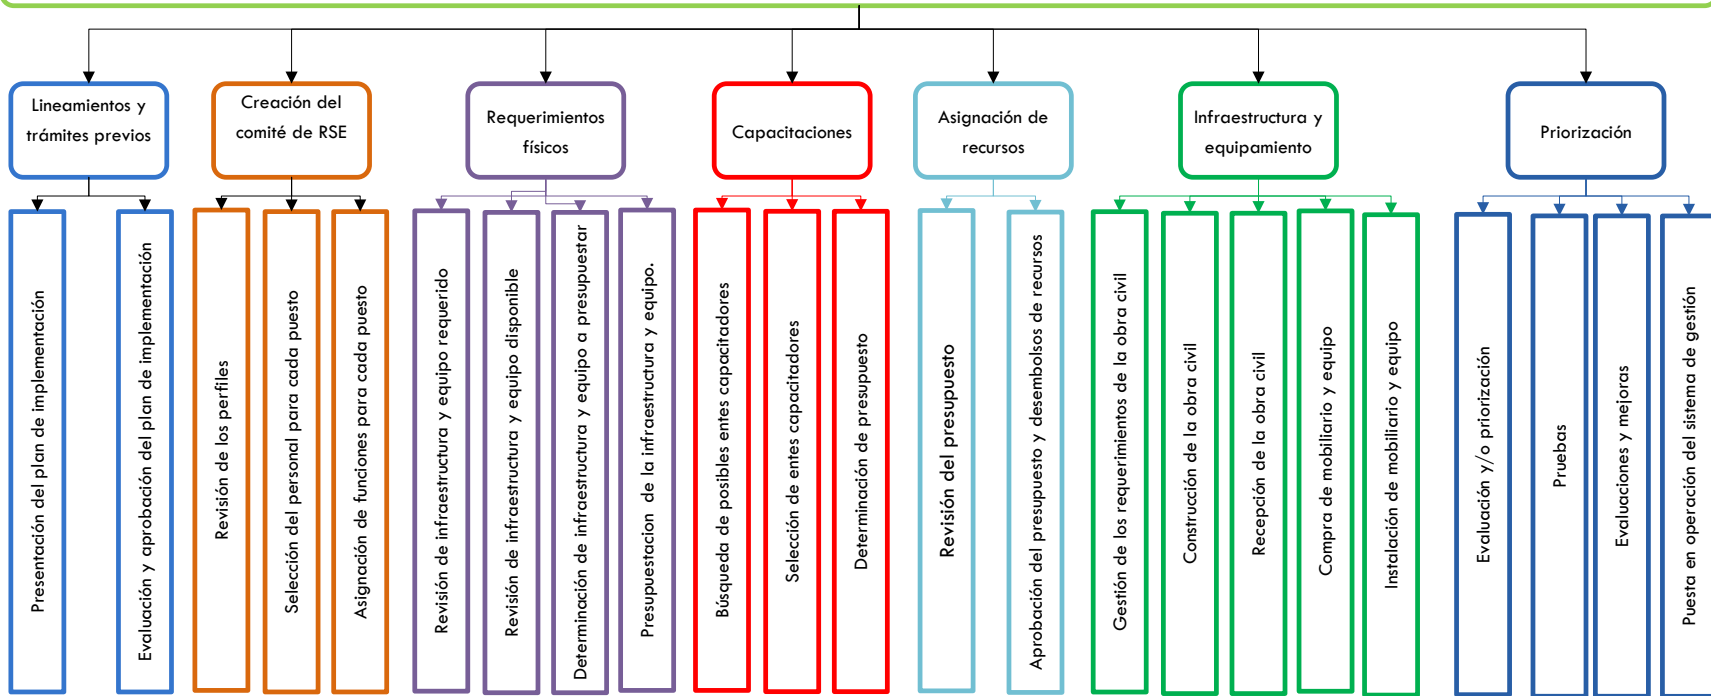 Lineamientos y
trámites previos
Creación del
comité de RSE
Requerimientos
físicos
Capacitaciones
Asignación de
recursos
Infraestructura y
equipamiento
Priorización
Presentación del plan de implementación
Evaluación y aprobación del plan de implementación
Revisión de los perfiles
Selección del personal para cada puesto
Asignación de funciones para cada puesto
Revisión de infraestructura y equipo requerido
Revisión de infraestructura y equipo disponible
Determinación de infraestructura y equipo a presupuestar
Presupuestacion de la infraestructura y equipo.
Búsqueda de posibles entes capacitadores
Selección de entes capacitadores
Determinación de presupuesto
Revisión del presupuesto
Aprobación del presupuesto y desembolsos de recursos
Gestión de los requerimientos de la obra civil
Construcción de la obra civil
Recepción de la obra civil
Compra de mobiliario y equipo
Instalación de mobiliario y equipo
Evaluación y/o priorización
Pruebas
Evaluaciones y mejoras
Puesta en operación del sistema de gestión